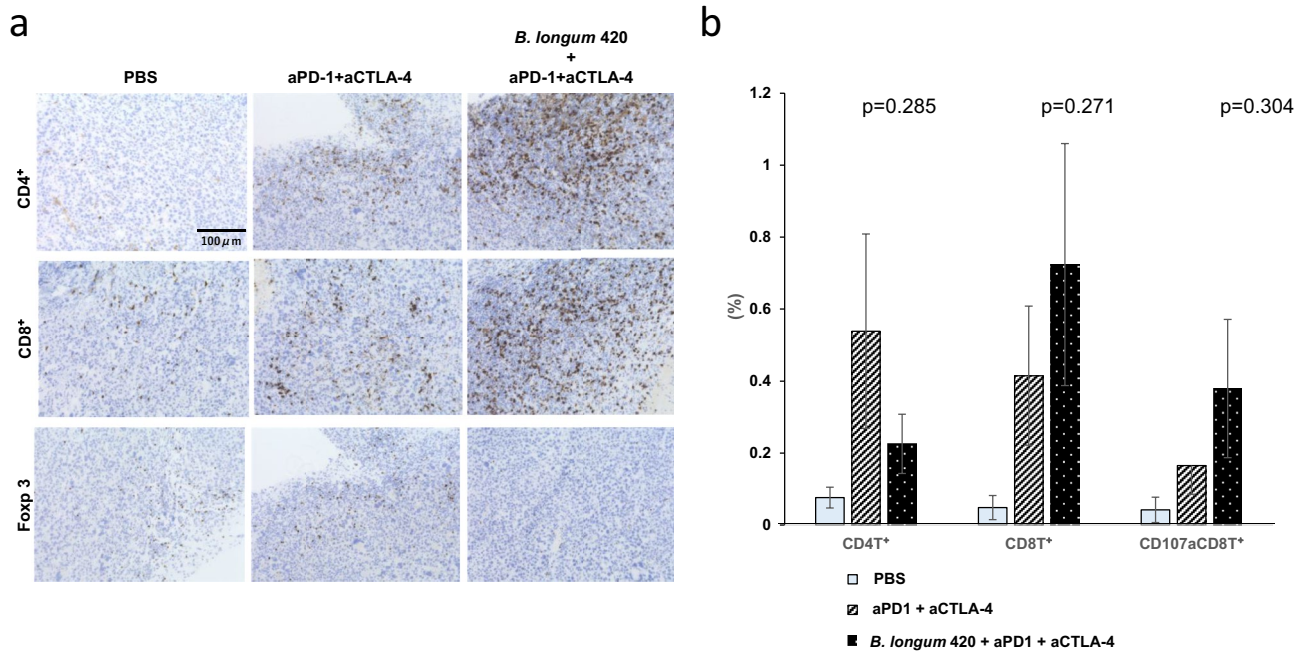 a
b
B. longum 420
+
PBS
aPD-1+aCTLA-4
aPD-1+aCTLA-4
CD4⁺
100μm
CD8⁺
Foxp 3
1.2
1
0.8
0.6
0.4
0.2
0
(%)
p=0.285
p=0.271
p=0.304
CD4T⁺
CD8T⁺
CD107aCD8T⁺
PBS
aPD1 + aCTLA-4
B. longum 420 + aPD1 + aCTLA-4